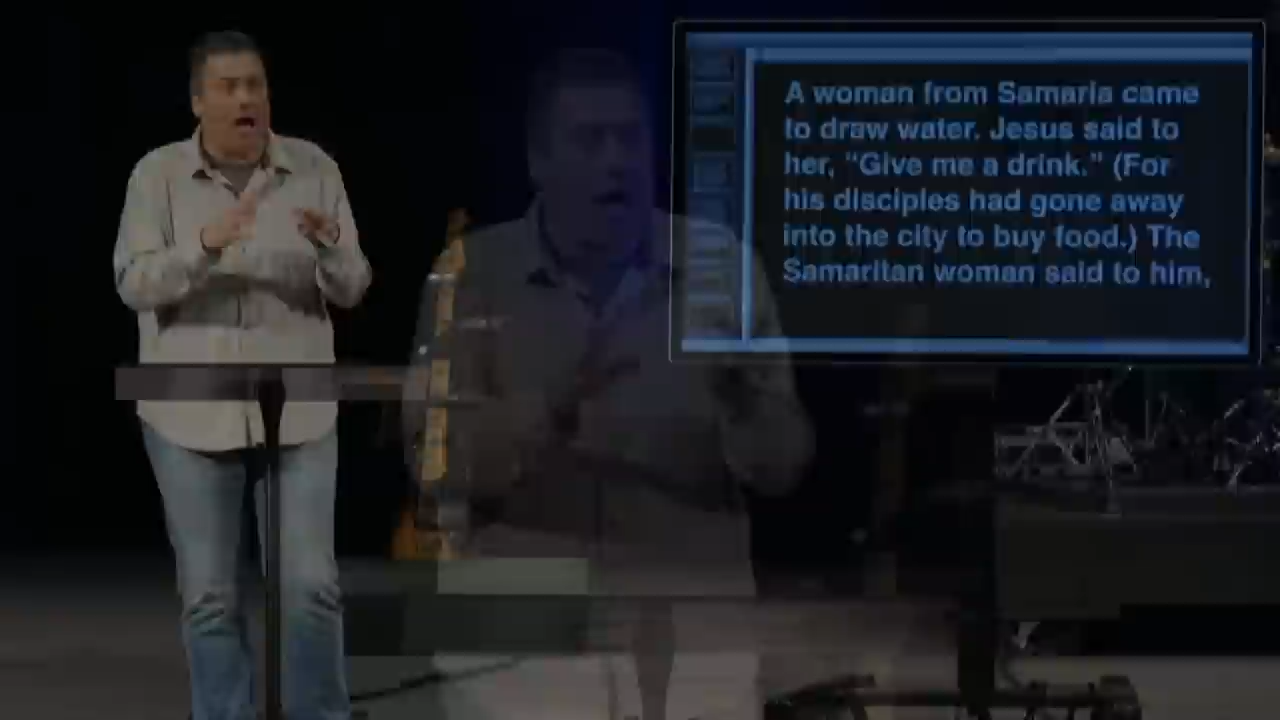 A woman from Samaria came
to draw water. Jesus said to
her, “Give me a drink.” (For
his disciples had gone away
into the city to buy food.) The
Samaritan woman said to him,